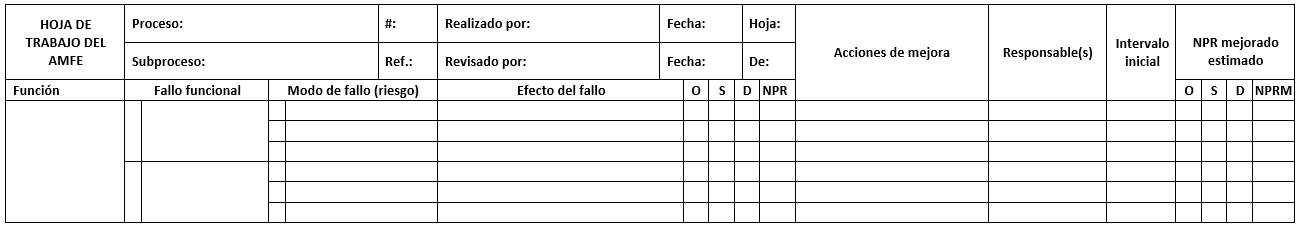 HOJA DE
TRABAJO DEL
AMFE
Proceso:
#:
Realizado por:
Fecha:
Hoja:
Subproceso:
Ref.:
Revisado por:
Fecha:
De:
Acciones de mejora
Responsable(s)
Intervalo
inicial
NPR mejorado
estimado
Función
Fallo funcional
Modo de fallo (riesgo)
Efecto del fallo
O
S
D
NPR
O
S
D
NPRM